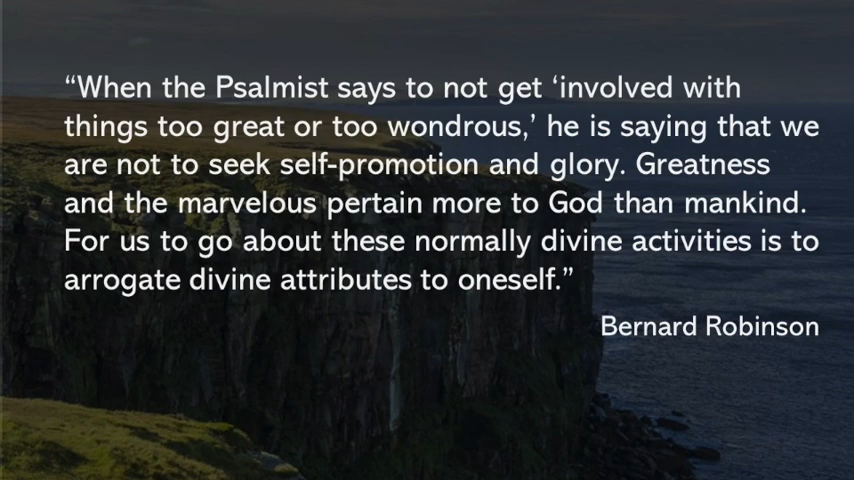 “When the Psalmist says to not get ‘involved with
things too great or too wondrous,’ he is saying that we
are not to seek self-promotion and glory. Greatness
and the marvelous pertain more to God than mankind.
For us to go about these normally divine activities is to
arrogate divine attributes to oneself.”
Bernard Robinson